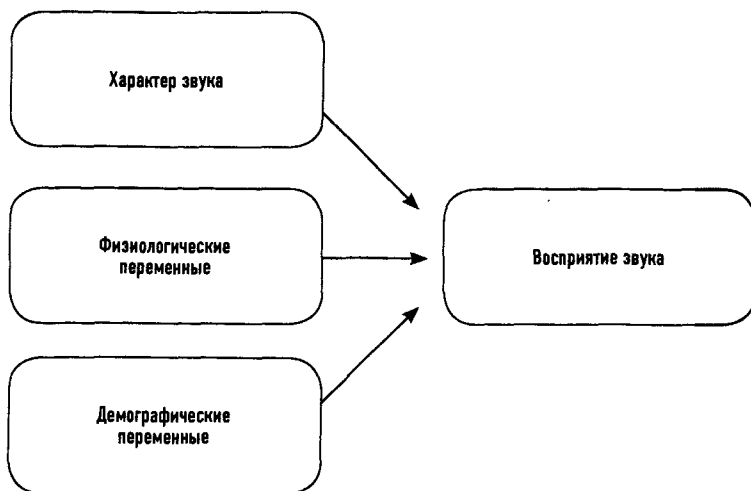 Характер звука
Физиологические
переменные
Восприятие звука
Демографические
переменные